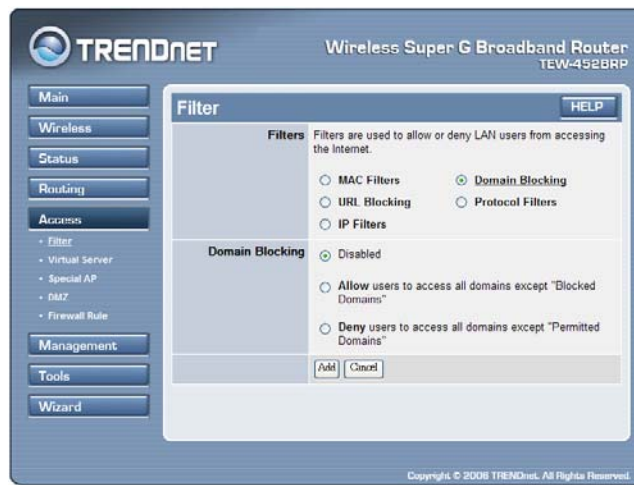 TRENDNET
Wireless Super G Broadband Router
TEW-452BRP
Main
Wireless
Status
Routing
Access
Filter
Virtual Server
Special AP
DMZ
Firewall Rule
Management
Tools
Wizard
Filter
HELP
Filters
Filters are used to allow or deny LAN users from accessing
the Internet.
MAC Filters
Domain Blocking
URL Blocking
Protocol Filters
IP Filters
Domain Blocking
Disabled
Allow users to access all domains except "Blocked
Domains"
Deny users to access all domains except "Permitted
Domains"
Add
Cancel
Copyright © 2006 TRENDnet. All Rights Reserved.